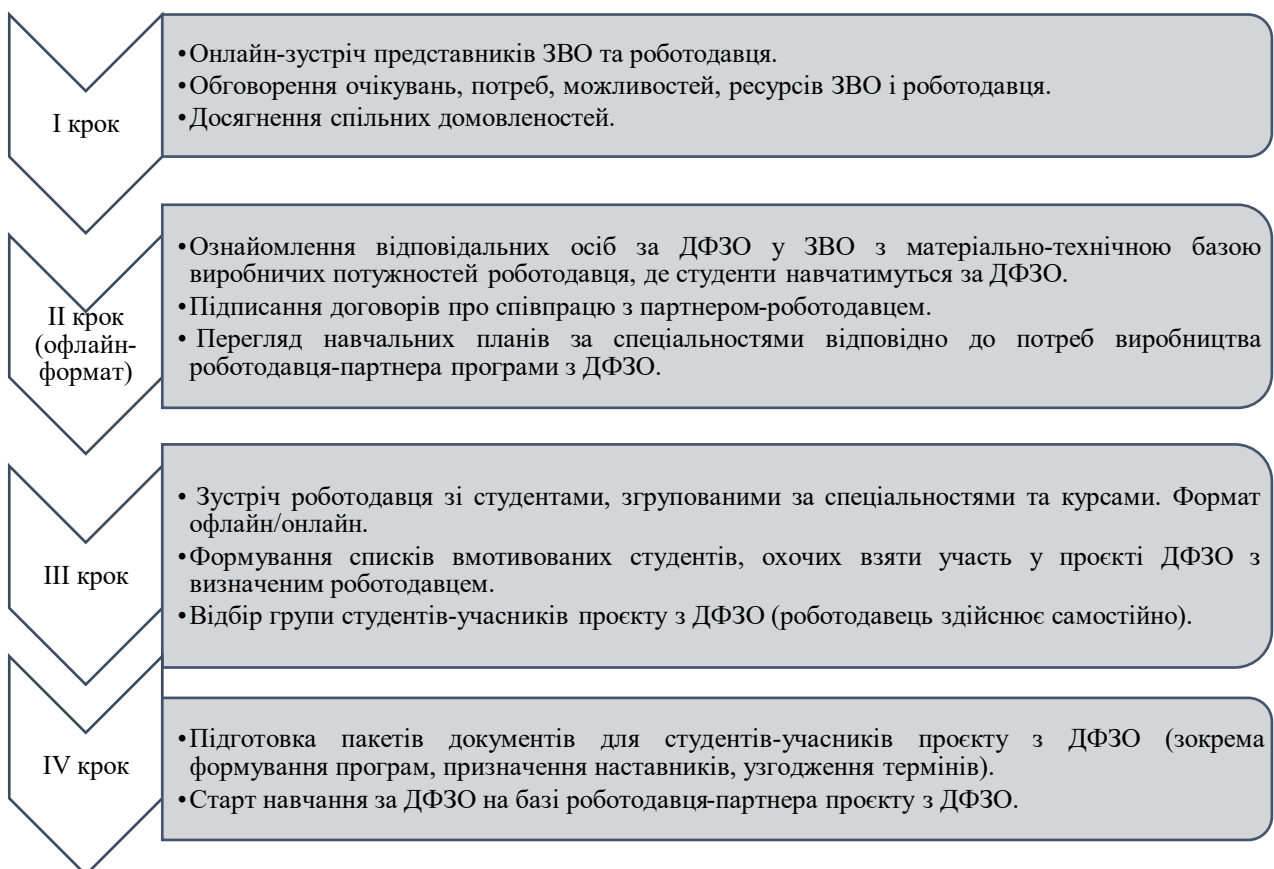 І крок
•Онлайн-зустріч представників ЗВО та роботодавця.
•Обговорення очікувань, потреб, можливостей, ресурсів ЗВО і роботодавця.
•Досягнення спільних домовленостей.
ІІ крок
(офлайн-
формат)
•Ознайомлення відповідальних осіб за ДФЗО у ЗВО з матеріально-технічною базою
виробничих потужностей роботодавця, де студенти навчатимуться за ДФЗО.
•Підписання договорів про співпрацю з партнером-роботодавцем.
• Перегляд навчальних планів за спеціальностями відповідно до потреб виробництва
роботодавця-партнера програми з ДФЗО.
ІІІ крок
• Зустріч роботодавця зі студентами, згрупованими за спеціальностями та курсами. Формат
офлайн/онлайн.
•Формування списків вмотивованих студентів, охочих взяти участь у проєкті ДФЗО з
визначеним роботодавцем.
•Відбір групи студентів-учасників проєкту з ДФЗО (роботодавець здійснює самостійно).
IV крок
•Підготовка пакетів документів для студентів-учасників проєкту з ДФЗО (зокрема
формування програм, призначення наставників, узгодження термінів).
•Старт навчання за ДФЗО на базі роботодавця-партнера проєкту з ДФЗО.